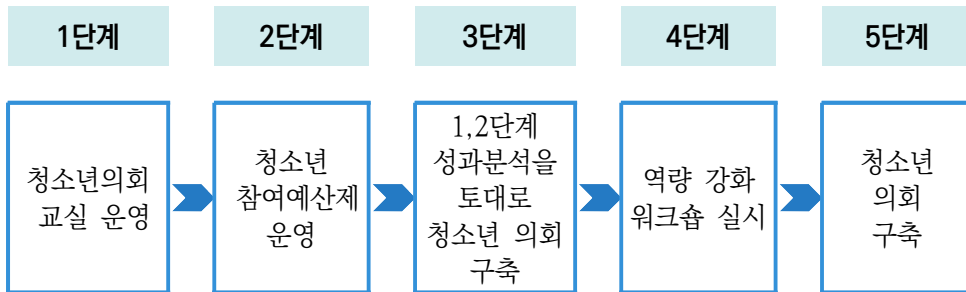 1단계
2단계
3단계
4단계
5단계
청소년의회
교실 운영
청소년
참여예산제
운영
1,2단계
성과분석을
토대로
청소년 의회
구축
역량 강화
워크숍 실시
청소년
의회
구축